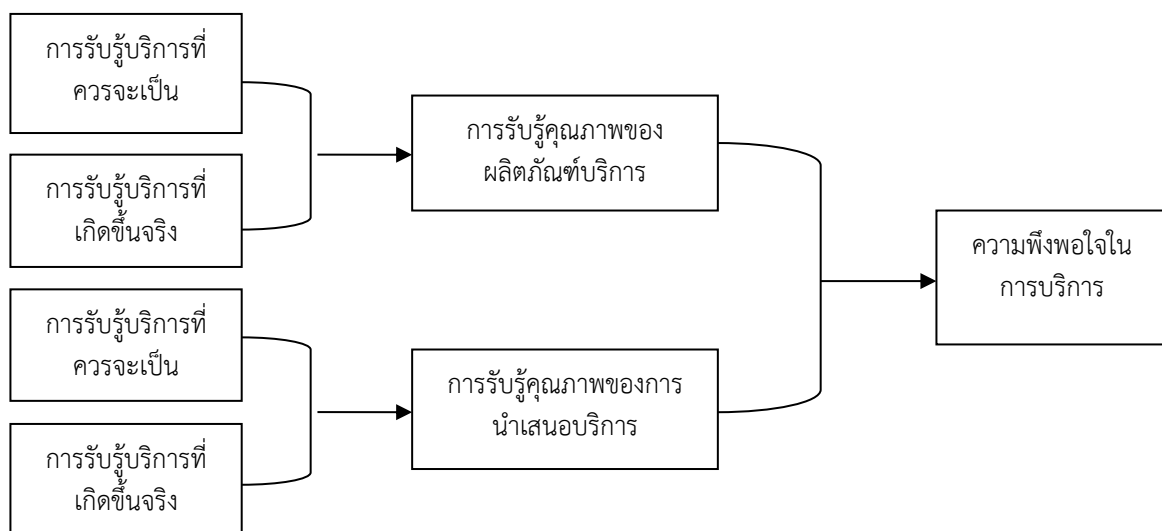 การรับรู้บริการที่
ควรจะเป็น
การรับรู้บริการที่
เกิดขึ้นจริง
การรับรู้คุณภาพของ
ผลิตภัณฑ์บริการ
การรับรู้บริการที่
ควรจะเป็น
การรับรู้บริการที่
เกิดขึ้นจริง
การรับรู้คุณภาพของการ
นำเสนอบริการ
ความพึงพอใจใน
การบริการ